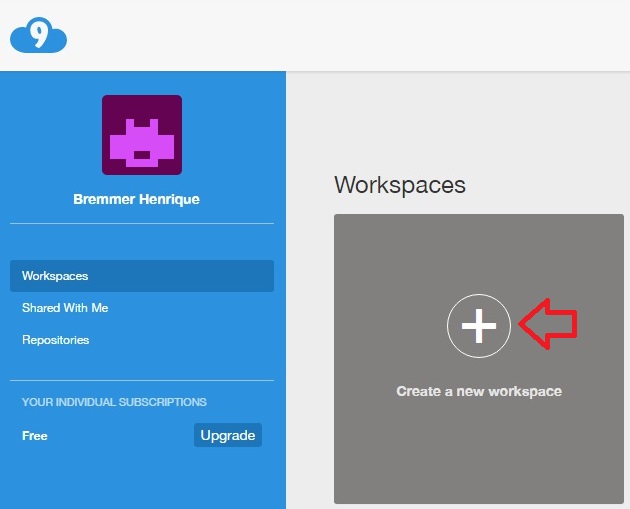 9
Bremmer Henrique
Workspaces
Shared With Me
Repositories
YOUR INDIVIDUAL SUBSCRIPTIONS
Free Upgrade
Workspaces
Create a new workspace